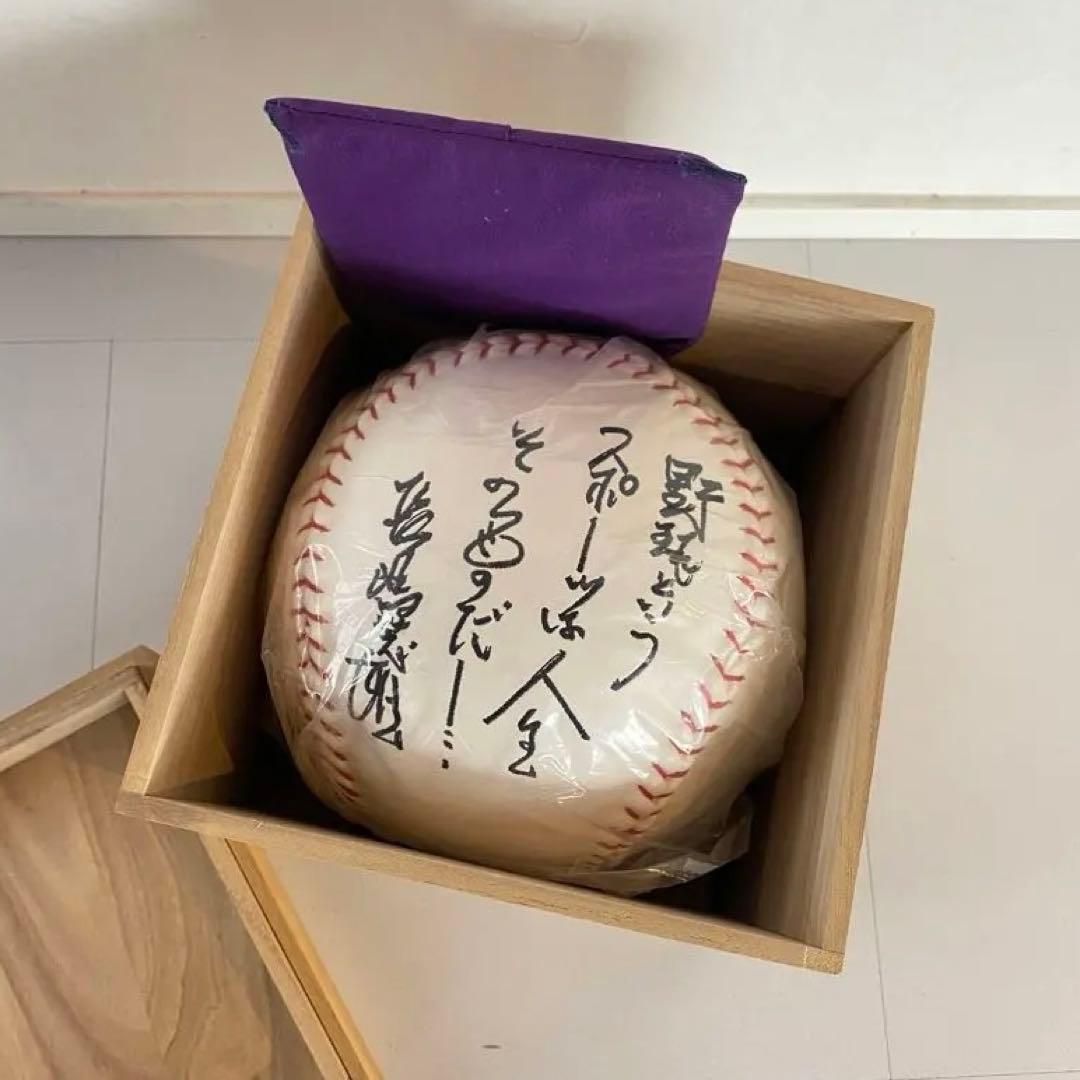 野球という
スポーツは人生
そのものだー…
長嶋茂雄